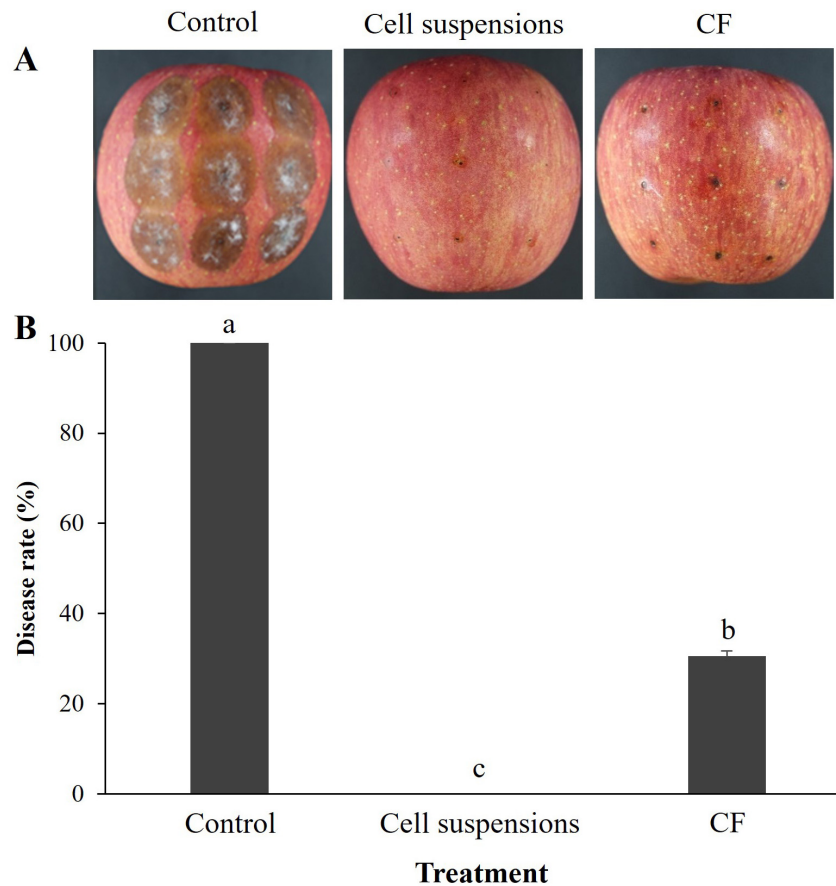 Control Cell suspensions CF
A
B
a
100
80
60
40
20
0
Disease rate (%)
c
b
Control Cell suspensions CF
Treatment